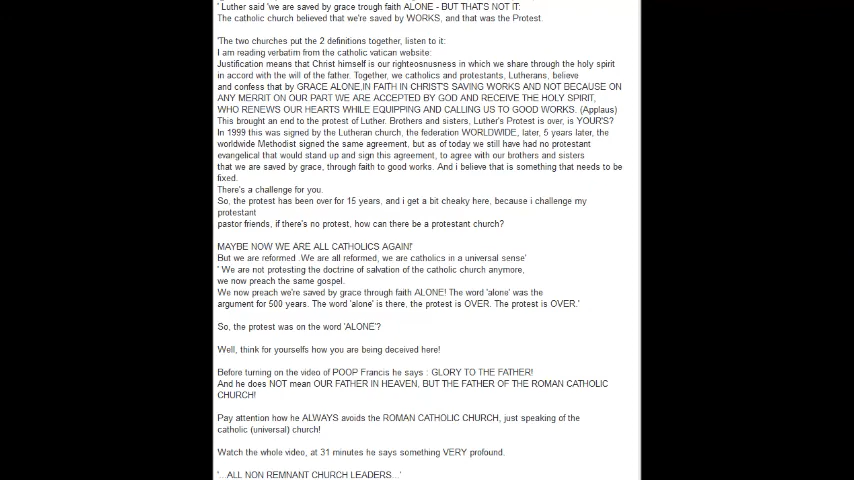 ' Luther said 'we are saved by grace trough faith ALONE - BUT THAT'S NOT IT:
The catholic church believed that we're saved by WORKS, and that was the Protest.
'The two churches put the 2 definitions together, listen to it:
I am reading verbatim from the catholic vatican website:
Justification means that Christ himself is our righteosnusness in which we share through the holy spirit
in accord with the will of the father. Together, we catholics and protestants, Lutherans, believe
and confess that by GRACE ALONE,IN FAITH IN CHRIST'S SAVING WORKS AND NOT BECAUSE ON
ANY MERRIT ON OUR PART WE ARE ACCEPTED BY GOD AND RECEIVE THE HOLY SPIRIT,
WHO RENEWS OUR HEARTS WHILE EQUIPPING AND CALLING US TO GOOD WORKS. (Applaus)
This brought an end to the protest of Luther. Brothers and sisters, Luther's Protest is over, is YOUR'S?
In 1999 this was signed by the Lutheran church, the federation WORLDWIDE, later, 5 years later, the
worldwide Methodist signed the same agreement, but as of today we still have had no protestant
evangelical that would stand up and sign this agreement, to agree with our brothers and sisters
that we are saved by grace, through faith to good works. And i believe that is something that needs to be
fixed.
There's a challenge for you.
So, the protest has been over for 15 years, and i get a bit cheaky here, because i challenge my
protestant
pastor friends, if there's no protest, how can there be a protestant church?
MAYBE NOW WE ARE ALL CATHOLICS AGAIN!'
But we are reformed .We are all reformed, we are catholics in a universal sense'
' We are not protesting the doctrine of salvation of the catholic church anymore,
we now preach the same gospel.
We now preach we're saved by grace through faith ALONE! The word 'alone' was the
argument for 500 years. The word 'alone' is there, the protest is OVER. The protest is OVER.'
So, the protest was on the word 'ALONE'?
Well, think for yourselfs how you are being deceived here!
Before turning on the video of POOP Francis he says : GLORY TO THE FATHER!
And he does NOT mean OUR FATHER IN HEAVEN, BUT THE FATHER OF THE ROMAN CATHOLIC
CHURCH!
Pay attention how he ALWAYS avoids the ROMAN CATHOLIC CHURCH, just speaking of the
catholic (universal) church!
Watch the whole video, at 31 minutes he says something VERY profound.
'...ALL NON REMNANT CHURCH LEADERS...'